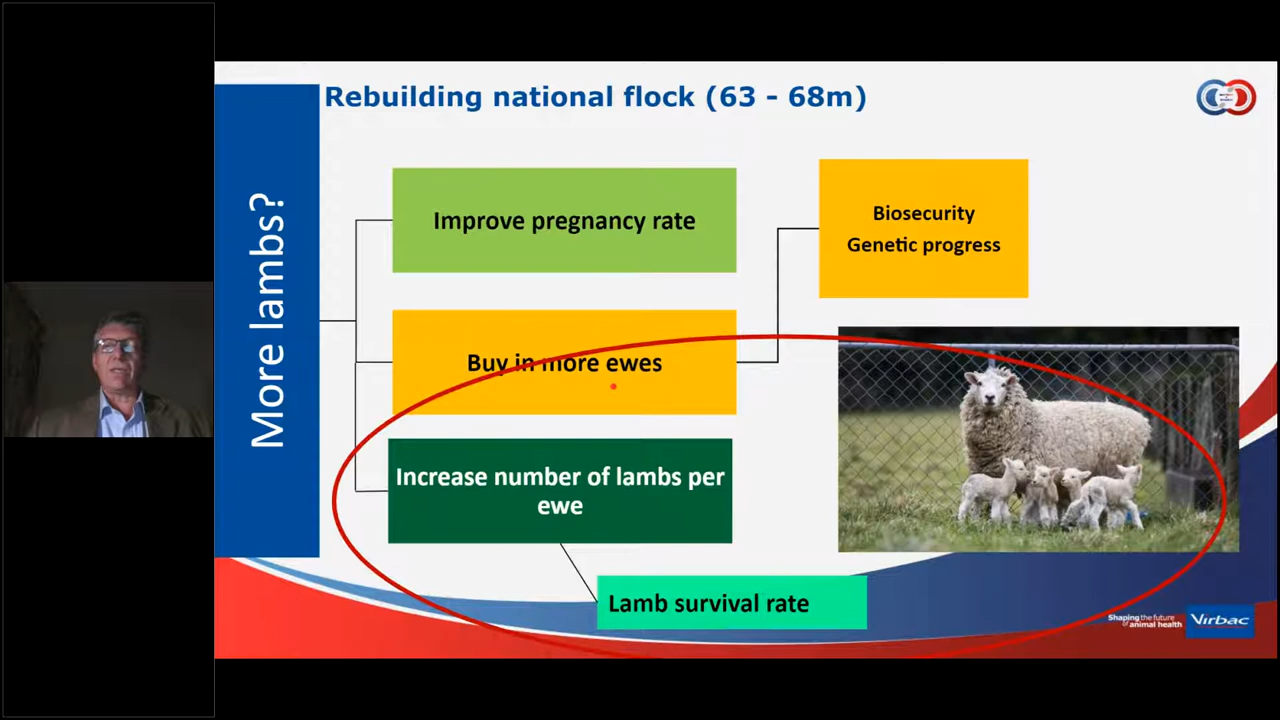 Rebuilding national flock (63 - 68m)
More lambs?
Improve pregnancy rate
Biosecurity
Genetic progress
Buy in more ewes
Increase number of lambs per
ewe
Lamb survival rate
Shaping the future
of animal health
Virbac